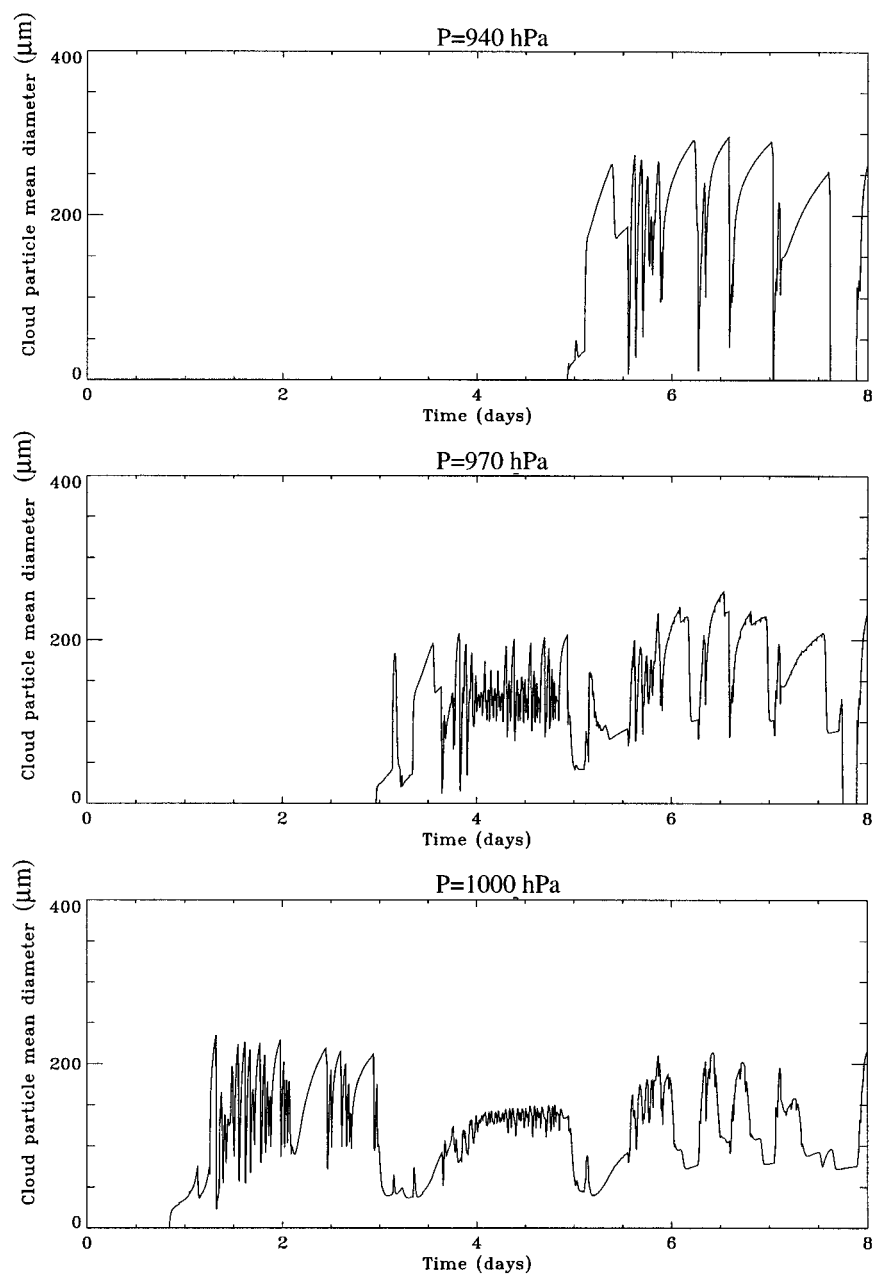 P=940 hPa
Cloud particle mean diameter (μm)
400
200
0
0 2 4 6 8
Time (days)
P=970 hPa
Cloud particle mean diameter (μm)
400
200
0
0 2 4 6 8
Time (days)
P=1000 hPa
Cloud particle mean diameter (μm)
400
200
0
0 2 4 6 8
Time (days)